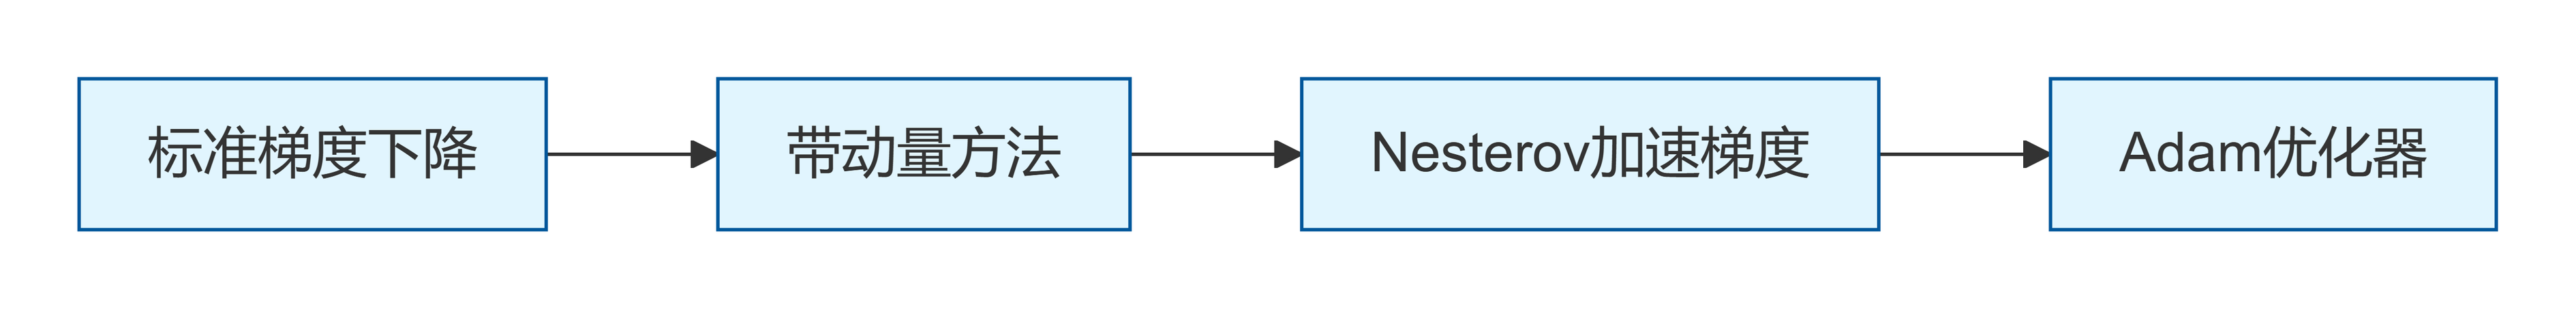 标准梯度下降
带动量方法
Nesterov加速梯度
Adam优化器